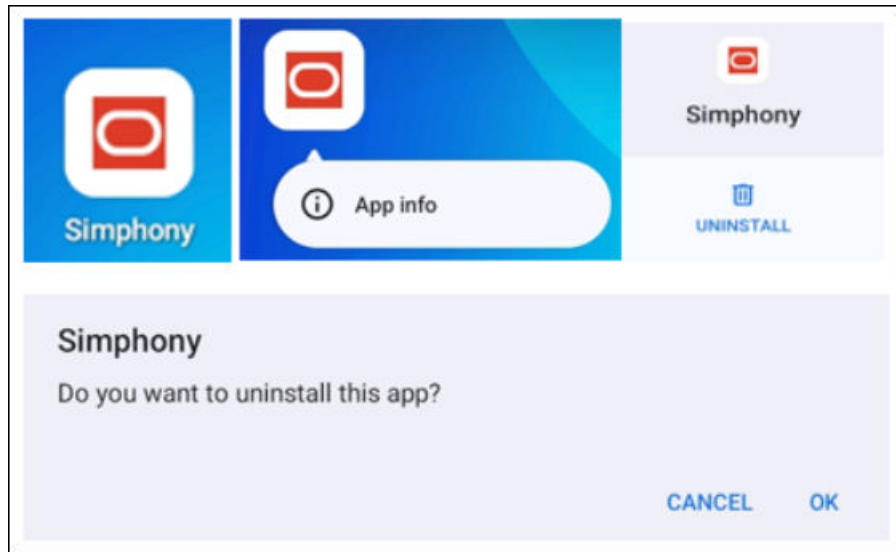 Simphony
App info
Simphony
UNINSTALL
Simphony
Do you want to uninstall this app?
CANCEL OK